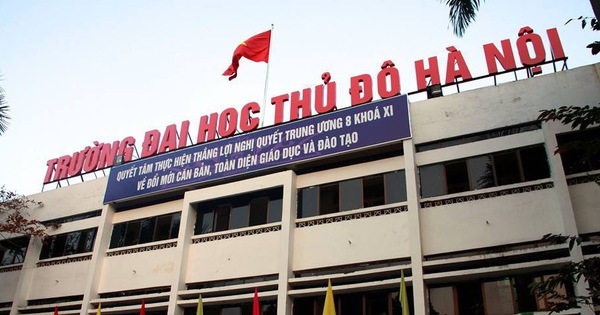 TRƯỜNG ĐẠI HỌC THỦ ĐÔ HÀ NỘI
QUYẾT TÂM THỰC HIỆN THẮNG LỢI NGHỊ QUYẾT TRUNG ƯƠNG 8 KHOÁ XI
VỀ ĐỔI MỚI CĂN BẢN, TOÀN DIỆN GIÁO DỤC VÀ ĐÀO TẠO